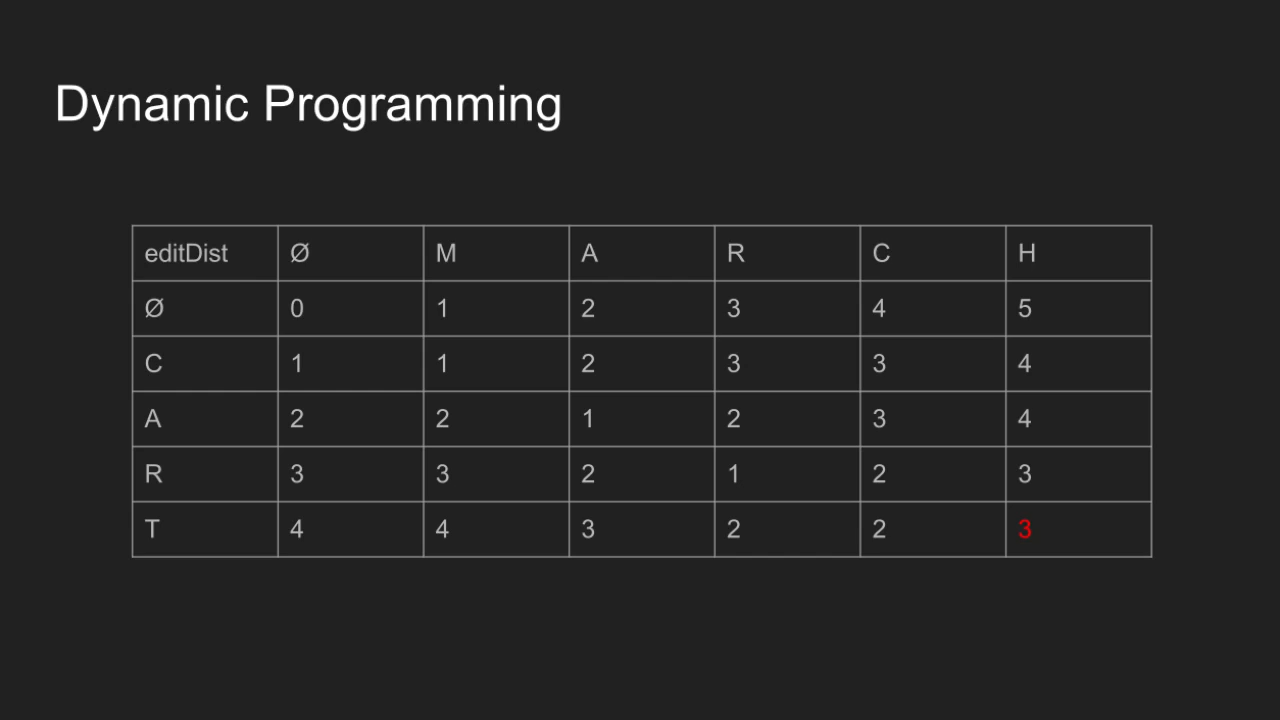 Dynamic Programming
editDist Ø M A R C H
Ø 0 1 2 3 4 5
C 1 1 2 3 3 4
A 2 2 1 2 3 4
R 3 3 2 1 2 3
T 4 4 3 2 2 3